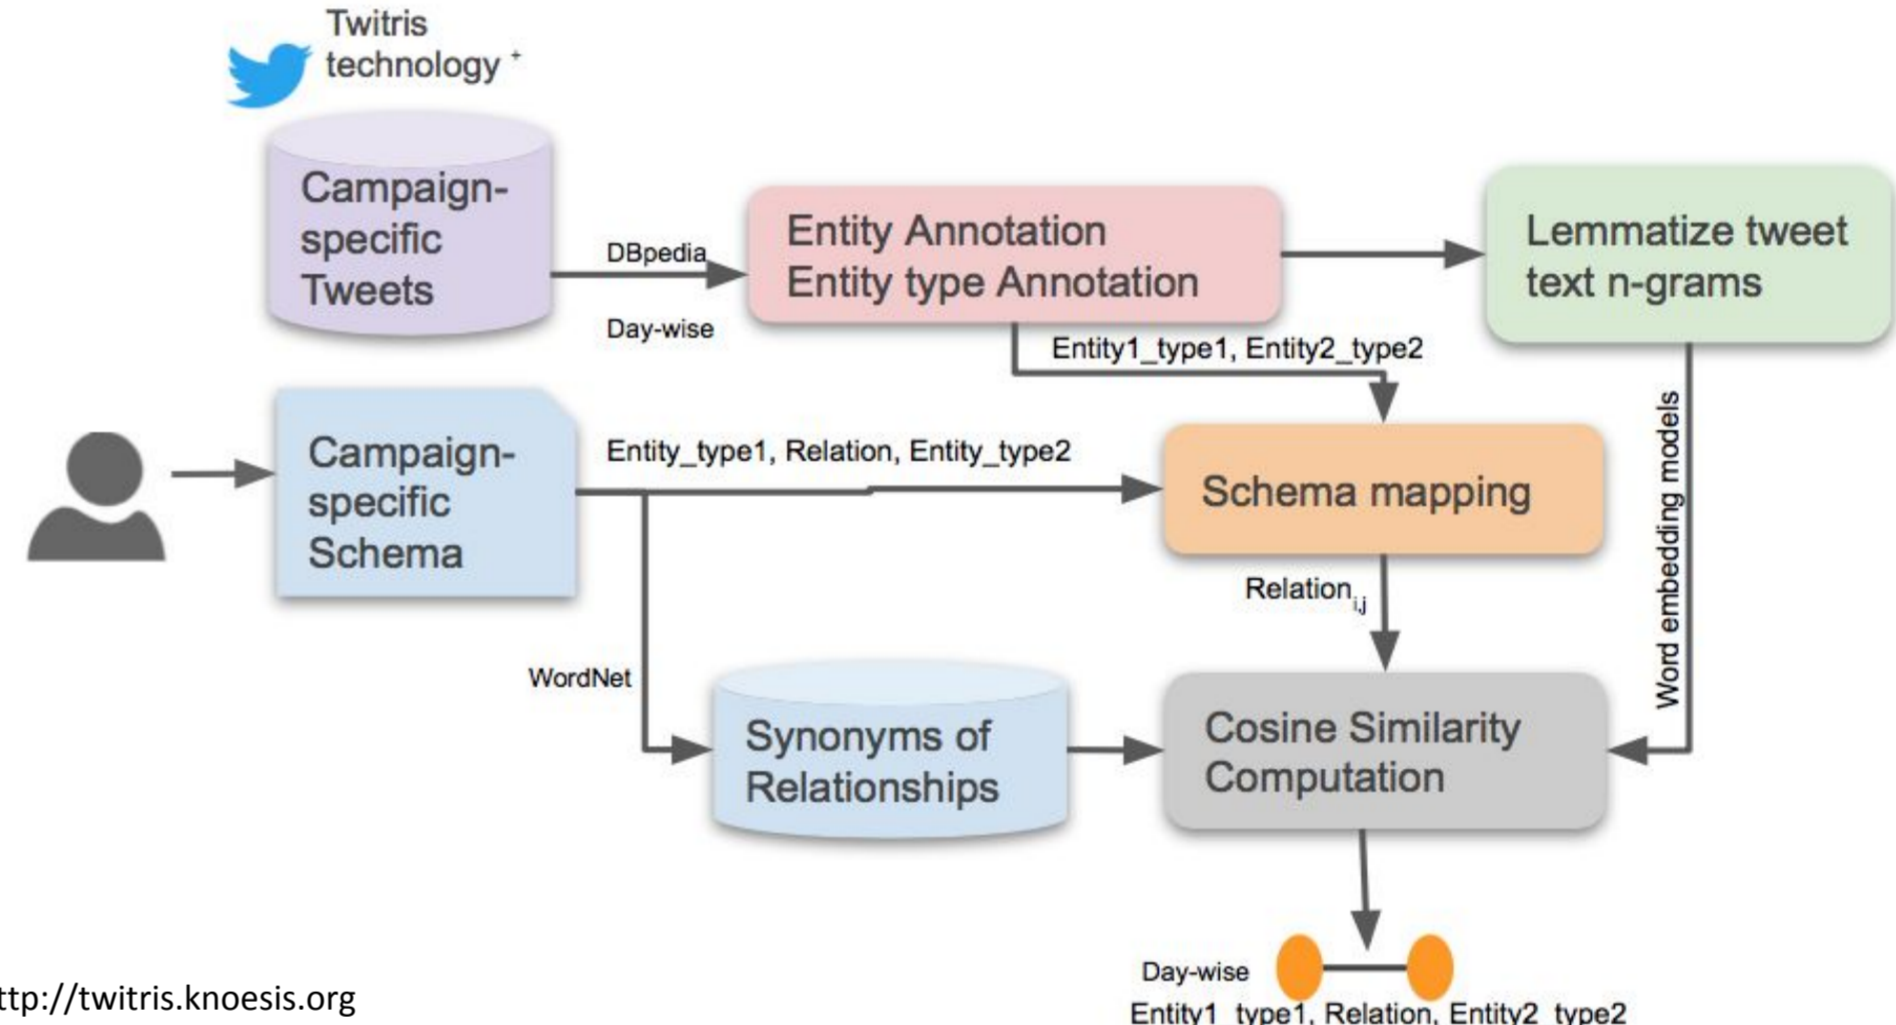 Twitris
technology +
Campaign-
specific
Tweets
DBpedia
Day-wise
Entity Annotation
Entity type Annotation
Lemmatize tweet
text n-grams
Entity1_type1, Entity2_type2
Campaign-
specific
Schema
Entity_type1, Relation, Entity_type2
Schema mapping
Word embedding models
Relation i,j
WordNet
Synonyms of
Relationships
Cosine Similarity
Computation
Day-wise
Entity1_type1, Relation, Entity2_type2
ttp://twitris.knoesis.org